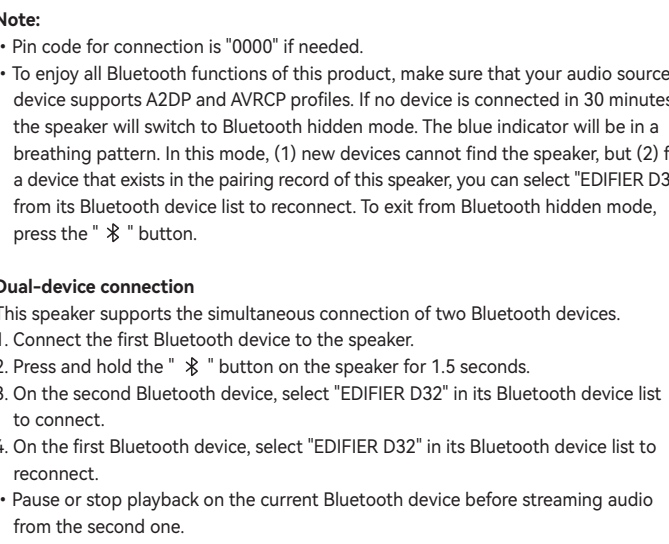 Note:
• Pin code for connection is "0000" if needed.
• To enjoy all Bluetooth functions of this product, make sure that your audio source
device supports A2DP and AVRCP profiles. If no device is connected in 30 minutes
the speaker will switch to Bluetooth hidden mode. The blue indicator will be in a
breathing pattern. In this mode, (1) new devices cannot find the speaker, but (2)
a device that exists in the pairing record of this speaker, you can select "EDIFIER
from its Bluetooth device list to reconnect. To exit from Bluetooth hidden mode,
press the " " button.
Dual-device connection
This speaker supports the simultaneous connection of two Bluetooth devices.
1. Connect the first Bluetooth device to the speaker.
2. Press and hold the " " button on the speaker for 1.5 seconds.
3. On the second Bluetooth device, select "EDIFIER D32" in its Bluetooth device list
to connect.
4. On the first Bluetooth device, select "EDIFIER D32" in its Bluetooth device list to
reconnect.
• Pause or stop playback on the current Bluetooth device before streaming audio
from the second one.